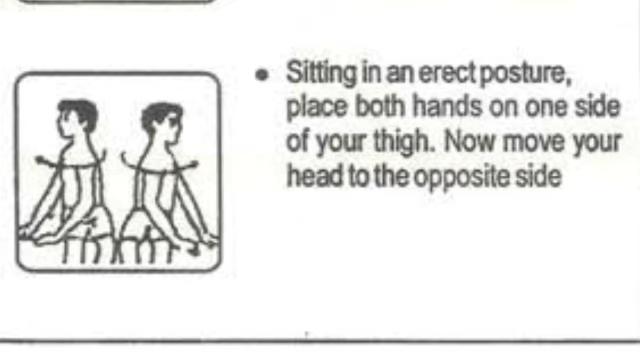 • Sitting in an erect posture,
place both hands on one side
of your thigh. Now move your
head to the opposite side